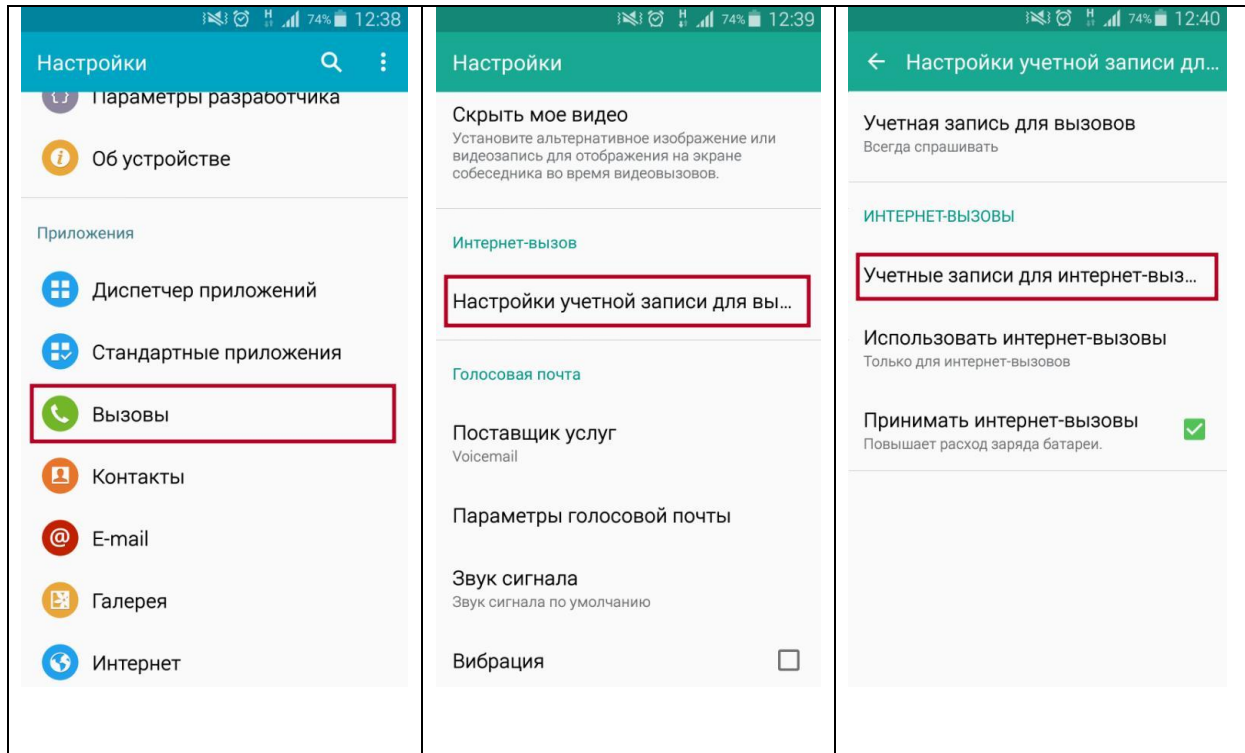 74% 12:38
Настройки
Параметры разработчика
Об устройстве
Приложения
Диспетчер приложений
Стандартные приложения
Вызовы
Контакты
E-mail
Галерея
Интернет
H 74% 12:39
Настройки
Скрыть мое видео
Установите альтернативное изображение или
видеозапись для отображения на экране
собеседника во время видеовызовов.
Интернет-вызов
Настройки учетной записи для вы...
Голосовая почта
Поставщик услуг
Voicemail
Параметры голосовой почты
Звук сигнала
Звук сигнала по умолчанию
Вибрация
H 74% 12:40
Настройки учетной записи дл...
Учетная запись для вызовов
Всегда спрашивать
ИНТЕРНЕТ-ВЫЗОВЫ
Учетные записи для интернет-выз...
Использовать интернет-вызовы
Только для интернет-вызовов
Принимать интернет-вызовы
Повышает расход заряда батареи.